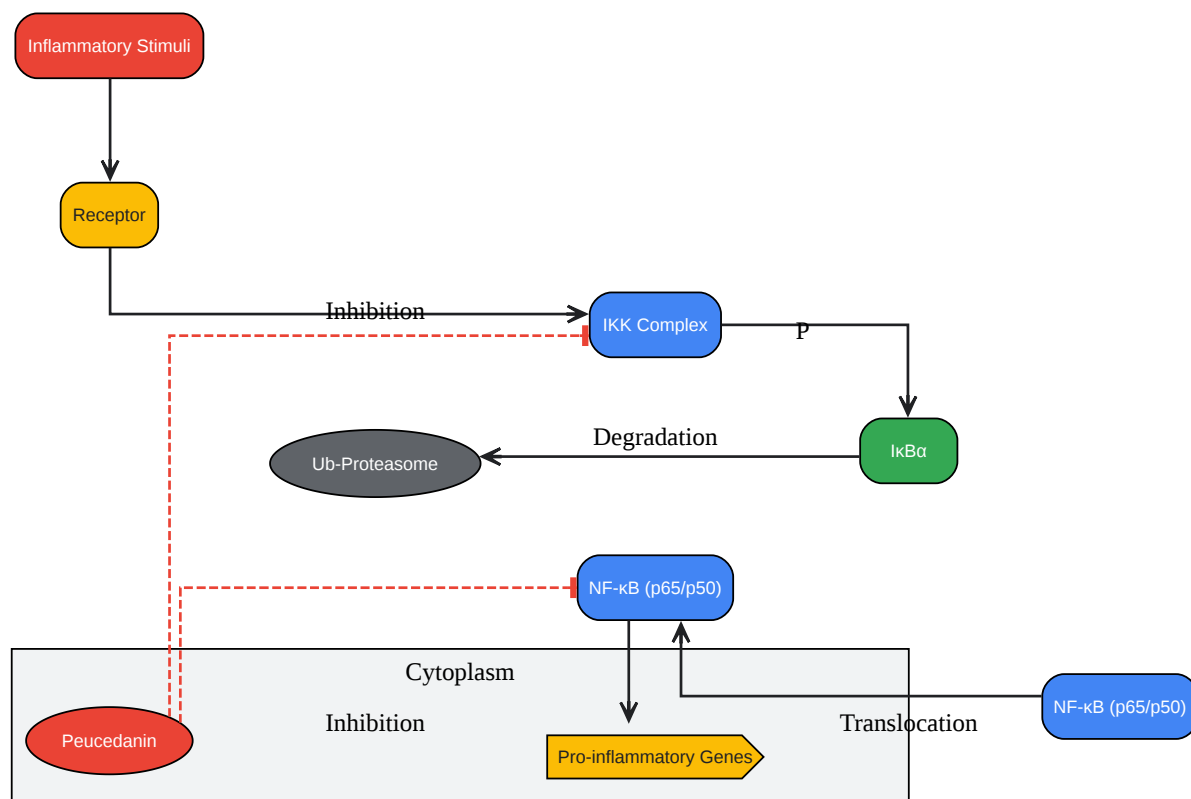 Inflammatory Stimuli
Receptor
Inhibition
IKK Complex
P
Degradation
IκBα
Ub-Proteasome
NF-κB (p65/p50)
Cytoplasm
NF-κB (p65/p50)
Inhibition
Translocation
Peucedanin
Pro-inflammatory Genes